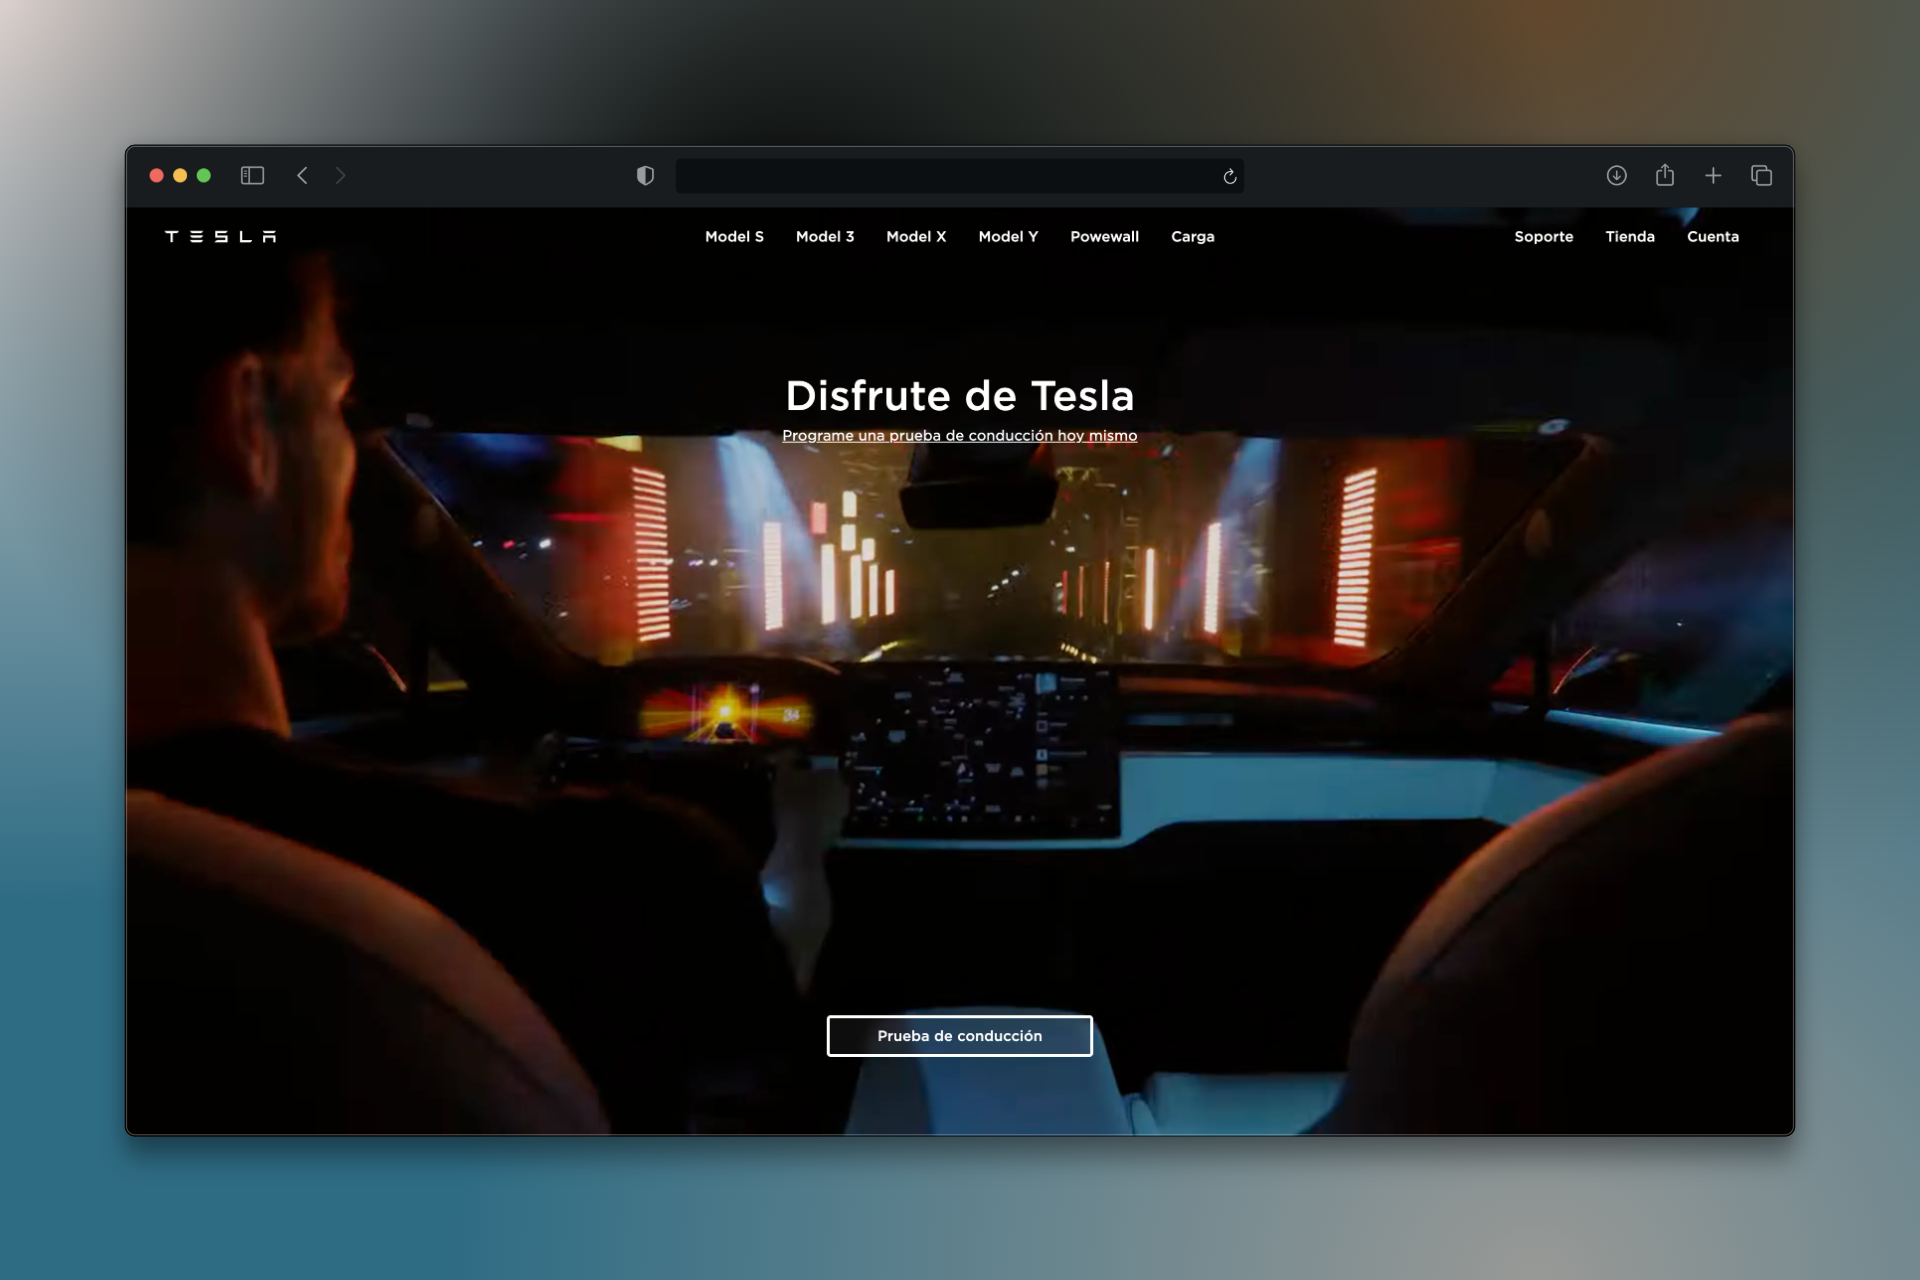 TESLA
Model S Model 3 Model X Model Y Powewall Carga
Soporte Tienda Cuenta
Disfrute de Tesla
Programe una prueba de conducción hoy mismo
34
Prueba de conducción